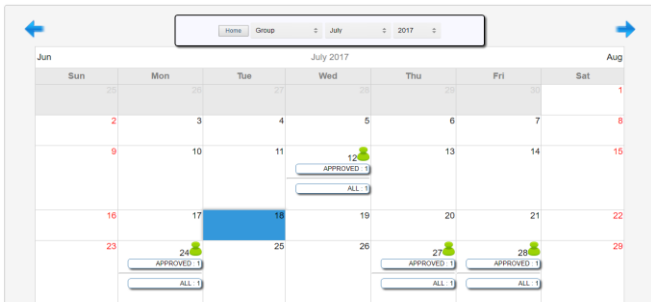 Home Group July 2017
Jun July 2017 Aug
Sun Mon Tue Wed Thu Fri Sat
25 26 27 28 29 30 1
2 3 4 5 6 7 8
9 10 11 12 13 14 15
APPROVED : 1
ALL : 1
16 17 18 19 20 21 22
23 24 25 26 27 28 29
APPROVED : 1 APPROVED : 1 APPROVED : 1
ALL : 1 ALL : 1 ALL : 1